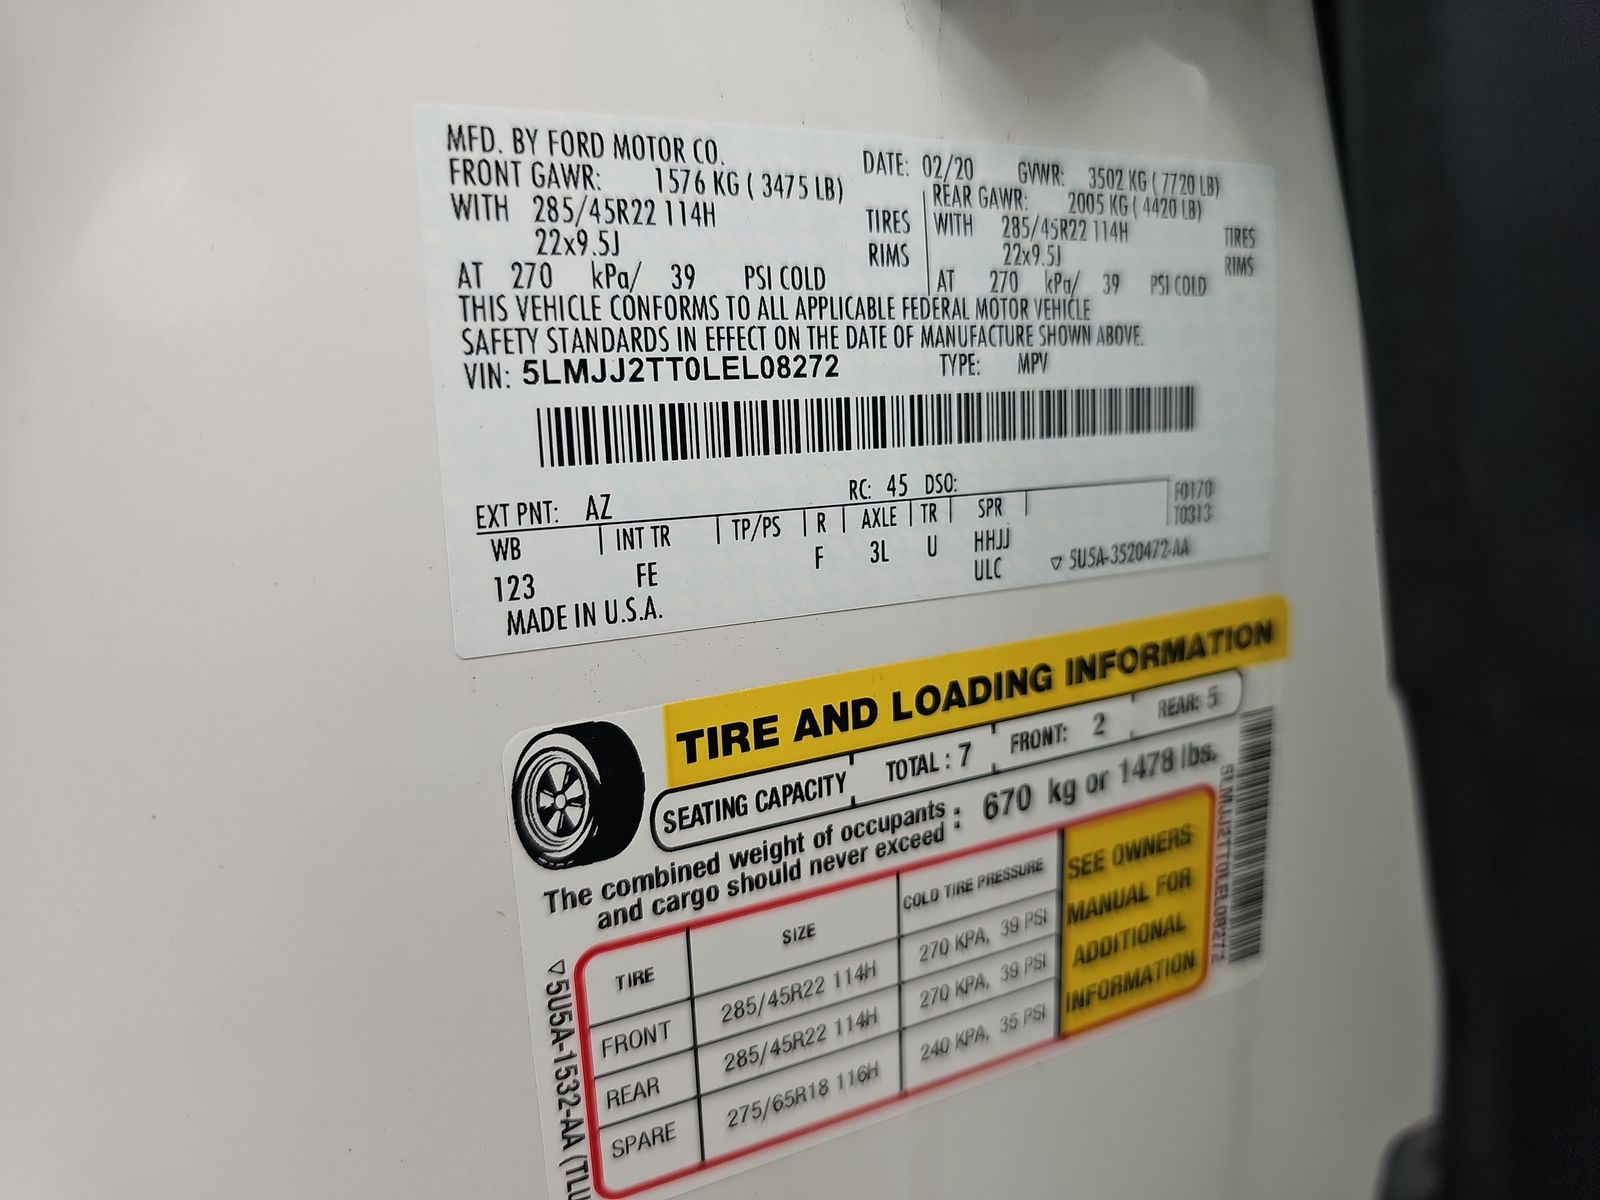 MFD. BY FORD MOTOR CO.
DATE: 02/20 GVWR: 3502 KG ( 7720 LB)
FRONT GAWR: 1576 KG ( 3475 LB)
REAR GAWR: 2005 KG ( 4420 LB)
WITH 285/45R22 114H TIRES
22x9.5J RIMS
AT 270 kPa/ 39 PSI COLD
WITH 285/45R22 114H TIRES
22x9.5J RIMS
AT 270 kPa/ 39 PSI COLD
THIS VEHICLE CONFORMS TO ALL APPLICABLE FEDERAL MOTOR VEHICLE
SAFETY STANDARDS IN EFFECT ON THE DATE OF MANUFACTURE SHOWN ABOVE.
VIN: 5LMJJ2TT0LEL08272 TYPE: MPV
EXT PNT: AZ RC: 45 DSO:
WB INT TR TP/PS R AXLE TR SPR
F0170
T0313
123 FE F 3L U HHJJ
ULC
5U5A-3520472-AA
MADE IN U.S.A.
TIRE AND LOADING INFORMATION
SEATING CAPACITY TOTAL : 7 FRONT: 2 REAR: 5
The combined weight of occupants
and cargo should never exceed : 670 kg or 1478 lbs.
TIRE SIZE COLD TIRE PRESSURE
FRONT 285/45R22 114H 270 KPA, 39 PSI
REAR 285/45R22 114H 270 KPA, 39 PSI
SPARE 275/65R18 116H 240 KPA, 35 PSI
SEE OWNERS
MANUAL FOR
ADDITIONAL
INFORMATION
5LMJJ2TT0LEL08272
5U5A-1532-AA (TLU